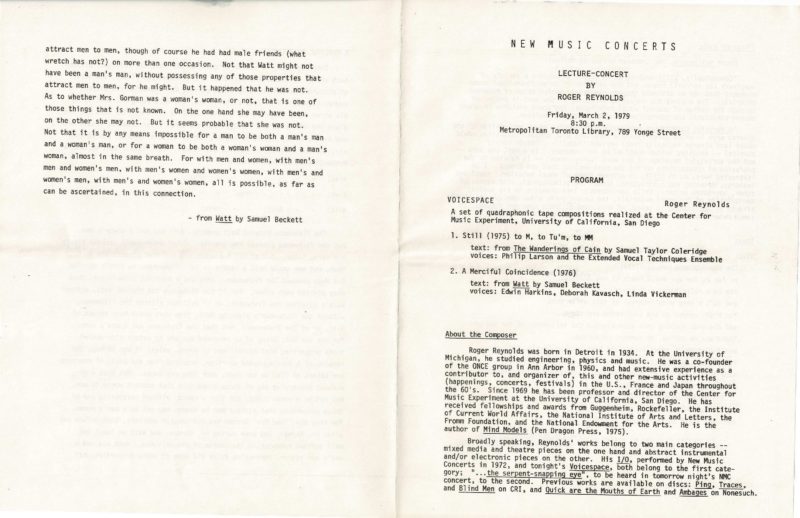 attract men to men, though of course he had had male friends (what
wretch has not?) on more than one occasion. Not that Watt might not
have been a man's man, without possessing any of those properties that
attract men to men, for he might. But it happened that he was not.
As to whether Mrs. Gorman was a woman's woman, or not, that is one of
those things that is not known. On the one hand she may have been,
on the other she may not. But it seems probable that she was not.
Not that it is by any means impossible for a man to be both a man's man
and a woman's man, or for a woman to be both a woman's woman and a man's
woman, almost in the same breath. For with men and women, with men's
men and women's men, with women's women and women's women, with men's and
women's men, with men's and women's women, all is possible, as far as
can be ascertained, in this connection.
- from Watt by Samuel Beckett
NEW MUSIC CONCERTS
LECTURE-CONCERT
BY
ROGER REYNOLDS
Friday, March 2, 1979
8:30 p.m.
Metropolitan Toronto Library, 789 Yonge Street
PROGRAM
VOICESPACE Roger Reynolds
A set of quadraphonic tape compositions realized at the Center for
Music Experiment, University of California, San Diego
1. Still (1975) to M, to Tu'm, to MM
text: from The Wanderings of Cain by Samuel Taylor Coleridge
voices: Philip Larson and the Extended Vocal Techniques Ensemble
2. A Merciful Coincidence (1976)
text: from Watt by Samuel Beckett
voices: Edwin Harkins, Deborah Kavasch, Linda Vickerman
About the Composer
Roger Reynolds was born in Detroit in 1934. At the University of
Michigan, he studied engineering, physics and music. He was a co-founder
of the ONCE group in Ann Arbor in 1960, and had extensive experience as a
contributor to, and organizer of, this and other new-music activities
(happenings, concerts, festivals) in the U.S., France and Japan throughout
the 60's. Since 1969 he has been professor and director of the Center for
Music Experiment at the University of California, San Diego. He has
received fellowships and awards from Guggenheim, Rockefeller, the Institute
of Current World Affairs, the National Institute of Arts and Letters, the
Fromm Foundation, and the National Endowment for the Arts. He is the
author of Mind Models (Pen Dragon Press, 1975).
Broadly speaking, Reynolds' works belong to two main categories --
mixed media and theatre pieces on the one hand and abstract instrumental
and/or electronic pieces on the other. His I/O, performed by New Music
Concerts in 1972, and tonight's Voicespace, both belong to the first cate-
gory; "...the serpent-snapping eye", to be heard in tomorrow night's NMC
concert, to the second. Previous works are available on discs: Ping, Traces,
and Blind Men on CRI, and Quick are the Mouths of Earth and Ambages on Nonesuch.